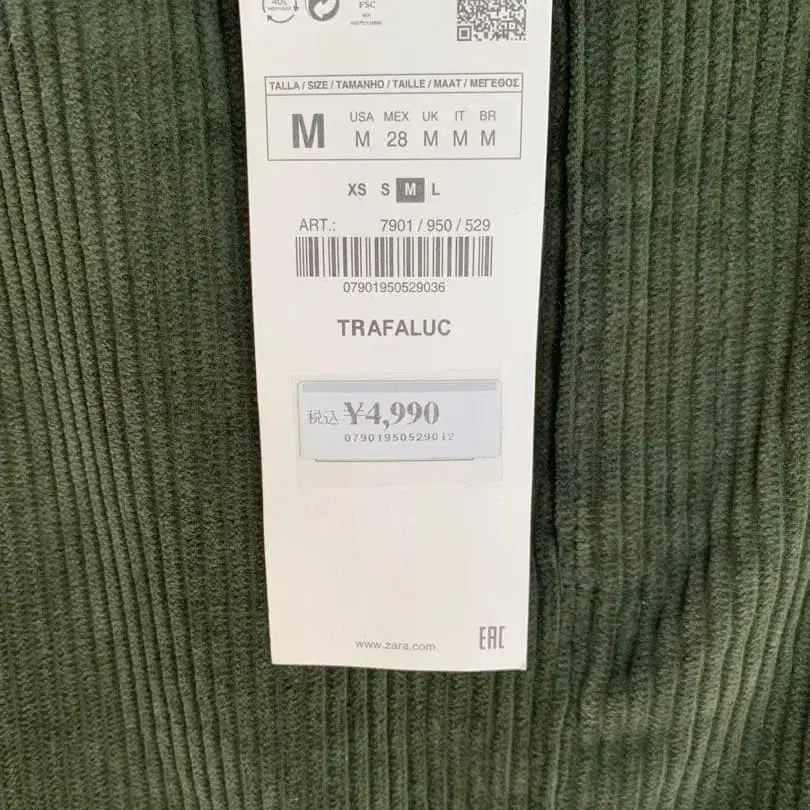 40%
FSC
TALLA / SIZE / TAMANHO / TAILLE / MAAT / ΜΕΓΕΘΟΣ
M
USA MEX UK IT BR
M 28 M M M
XS S M L
ART.: 7901 / 950 / 529
07901950529036
TRAFALUC
税込 ¥4,990
07901950529012
www.zara.com
EAC